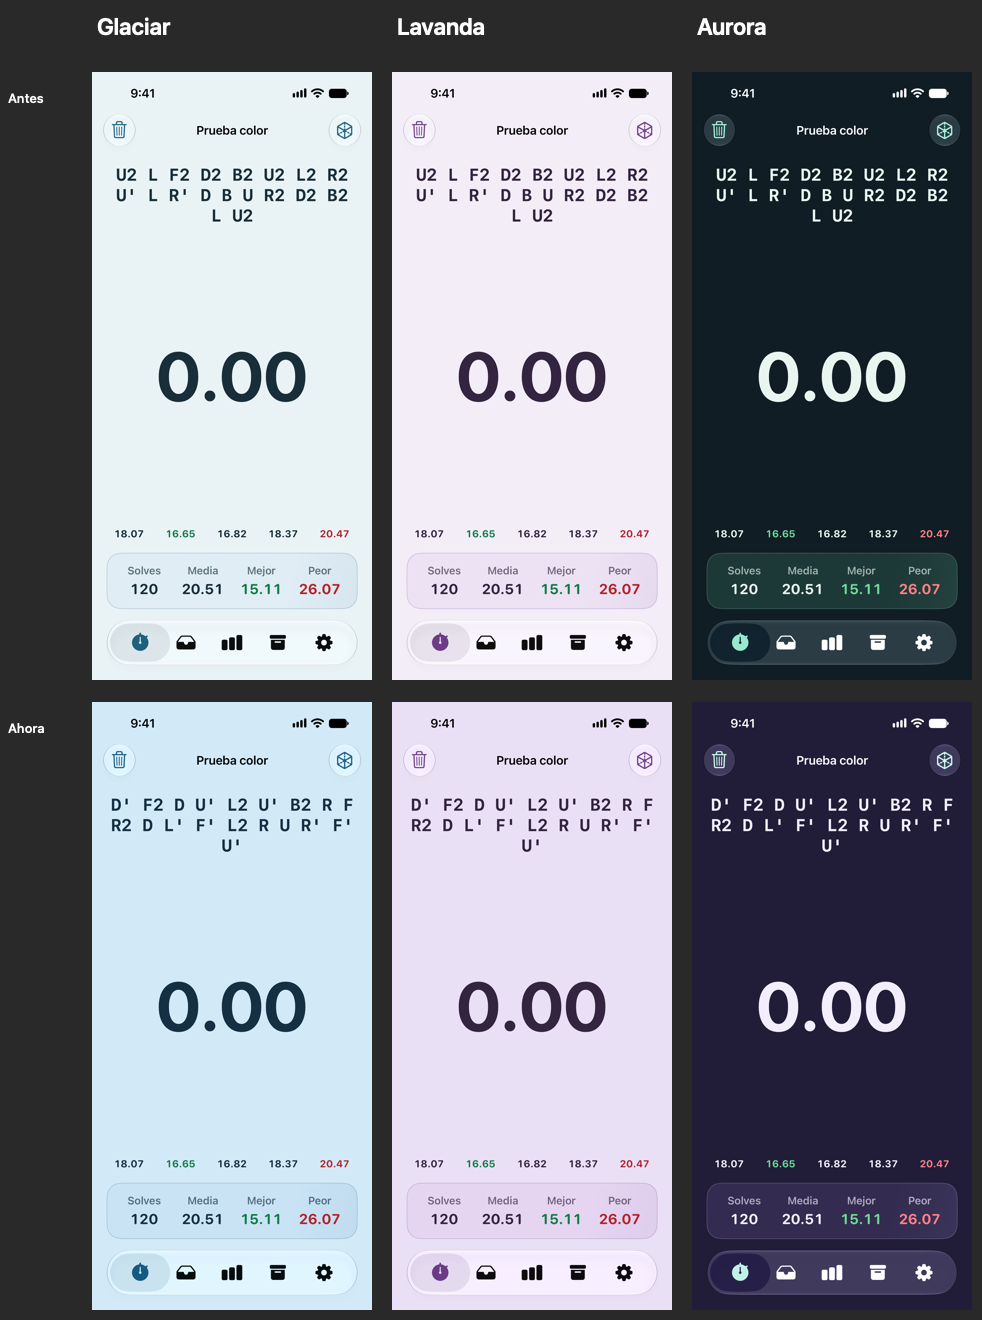 Glaciar Lavanda Aurora
Antes
9:41 9:41 9:41
Prueba color Prueba color Prueba color
U2 L F2 D2 B2 U2 L2 R2 U2 L F2 D2 B2 U2 L2 R2 U2 L F2 D2 B2 U2 L2 R2
U' L R' D B U R2 D2 B2 U' L R' D B U R2 D2 B2 U' L R' D B U R2 D2 B2
L U2 L U2 L U2
0.00 0.00 0.00
18.07 16.65 16.82 18.37 20.47 18.07 16.65 16.82 18.37 20.47 18.07 16.65 16.82 18.37 20.47
Solves Media Mejor Peor Solves Media Mejor Peor Solves Media Mejor Peor
120 20.51 15.11 26.07 120 20.51 15.11 26.07 120 20.51 15.11 26.07
Ahora
9:41 9:41 9:41
Prueba color Prueba color Prueba color
D' F2 D U' L2 U' B2 R F D' F2 D U' L2 U' B2 R F D' F2 D U' L2 U' B2 R F
R2 D L' F' L2 R U R' F' R2 D L' F' L2 R U R' F' R2 D L' F' L2 R U R' F'
U' U' U'
0.00 0.00 0.00
18.07 16.65 16.82 18.37 20.47 18.07 16.65 16.82 18.37 20.47 18.07 16.65 16.82 18.37 20.47
Solves Media Mejor Peor Solves Media Mejor Peor Solves Media Mejor Peor
120 20.51 15.11 26.07 120 20.51 15.11 26.07 120 20.51 15.11 26.07